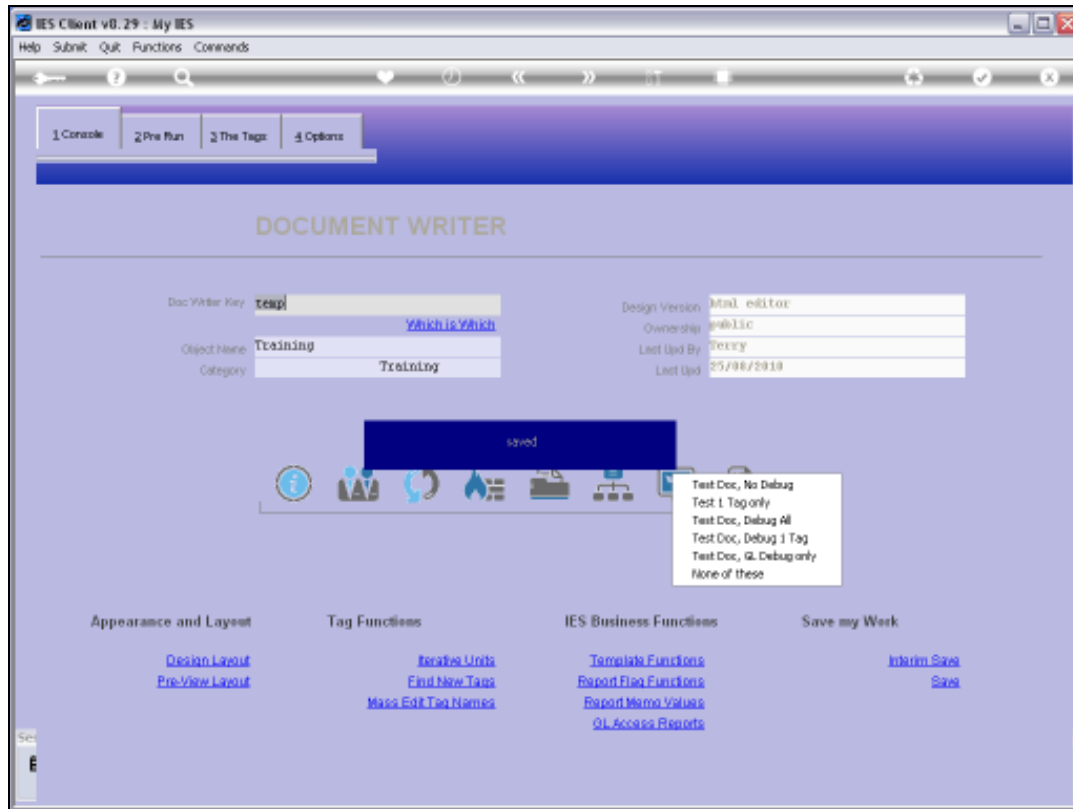 IES Client v8.29 : My IES
Help Submit Quit Functions Commands
1 Console 2 Pre Run 3 The Tags 4 Options
DOCUMENT WRITER
Doc Writer Key temp Design Version html editor
Which is Which Ownership public
Object Name Training Last Upd By Terry
Category Training Last Upd 25/08/2010
saved
Test Doc, No Debug
Test 1 Tag only
Test Doc, Debug All
Test Doc, Debug 1 Tag
Test Doc, GL Debug only
None of these
Appearance and Layout Tag Functions IES Business Functions Save my Work
Design Layout Iterative Units Template Functions Interim Save
Pre-View Layout Find New Tags Report Flag Functions Save
Mass Edit Tag Names Report Memo Values
GL Access Reports